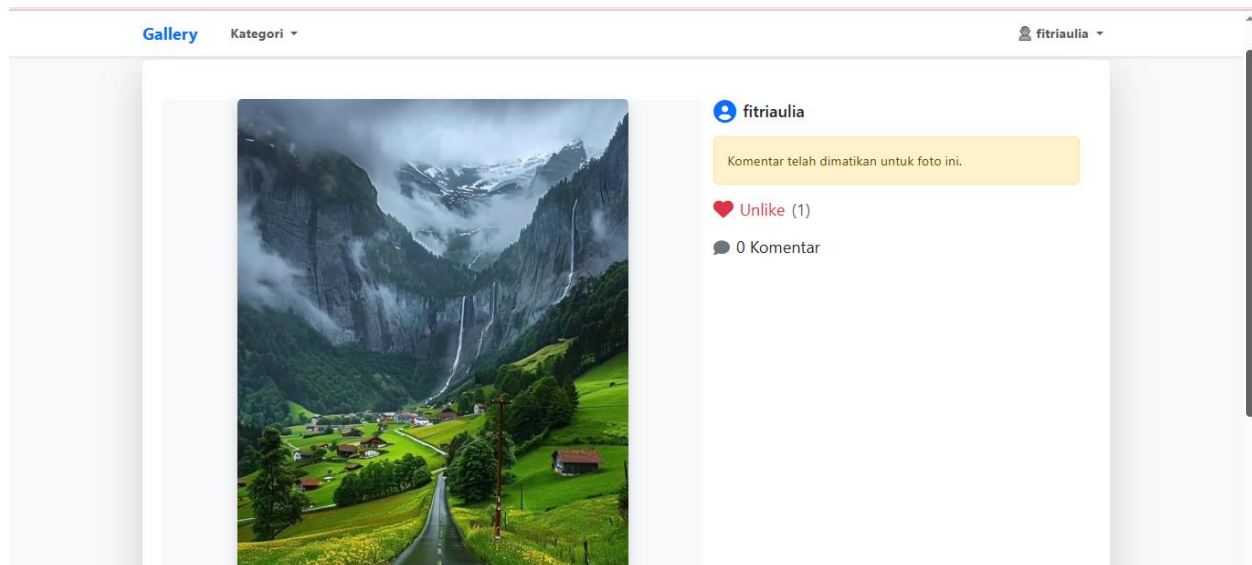 Gallery Kategori fitriaulia
fitriaulia
Komentar telah dimatikan untuk foto ini.
Unlike (1)
0 Komentar